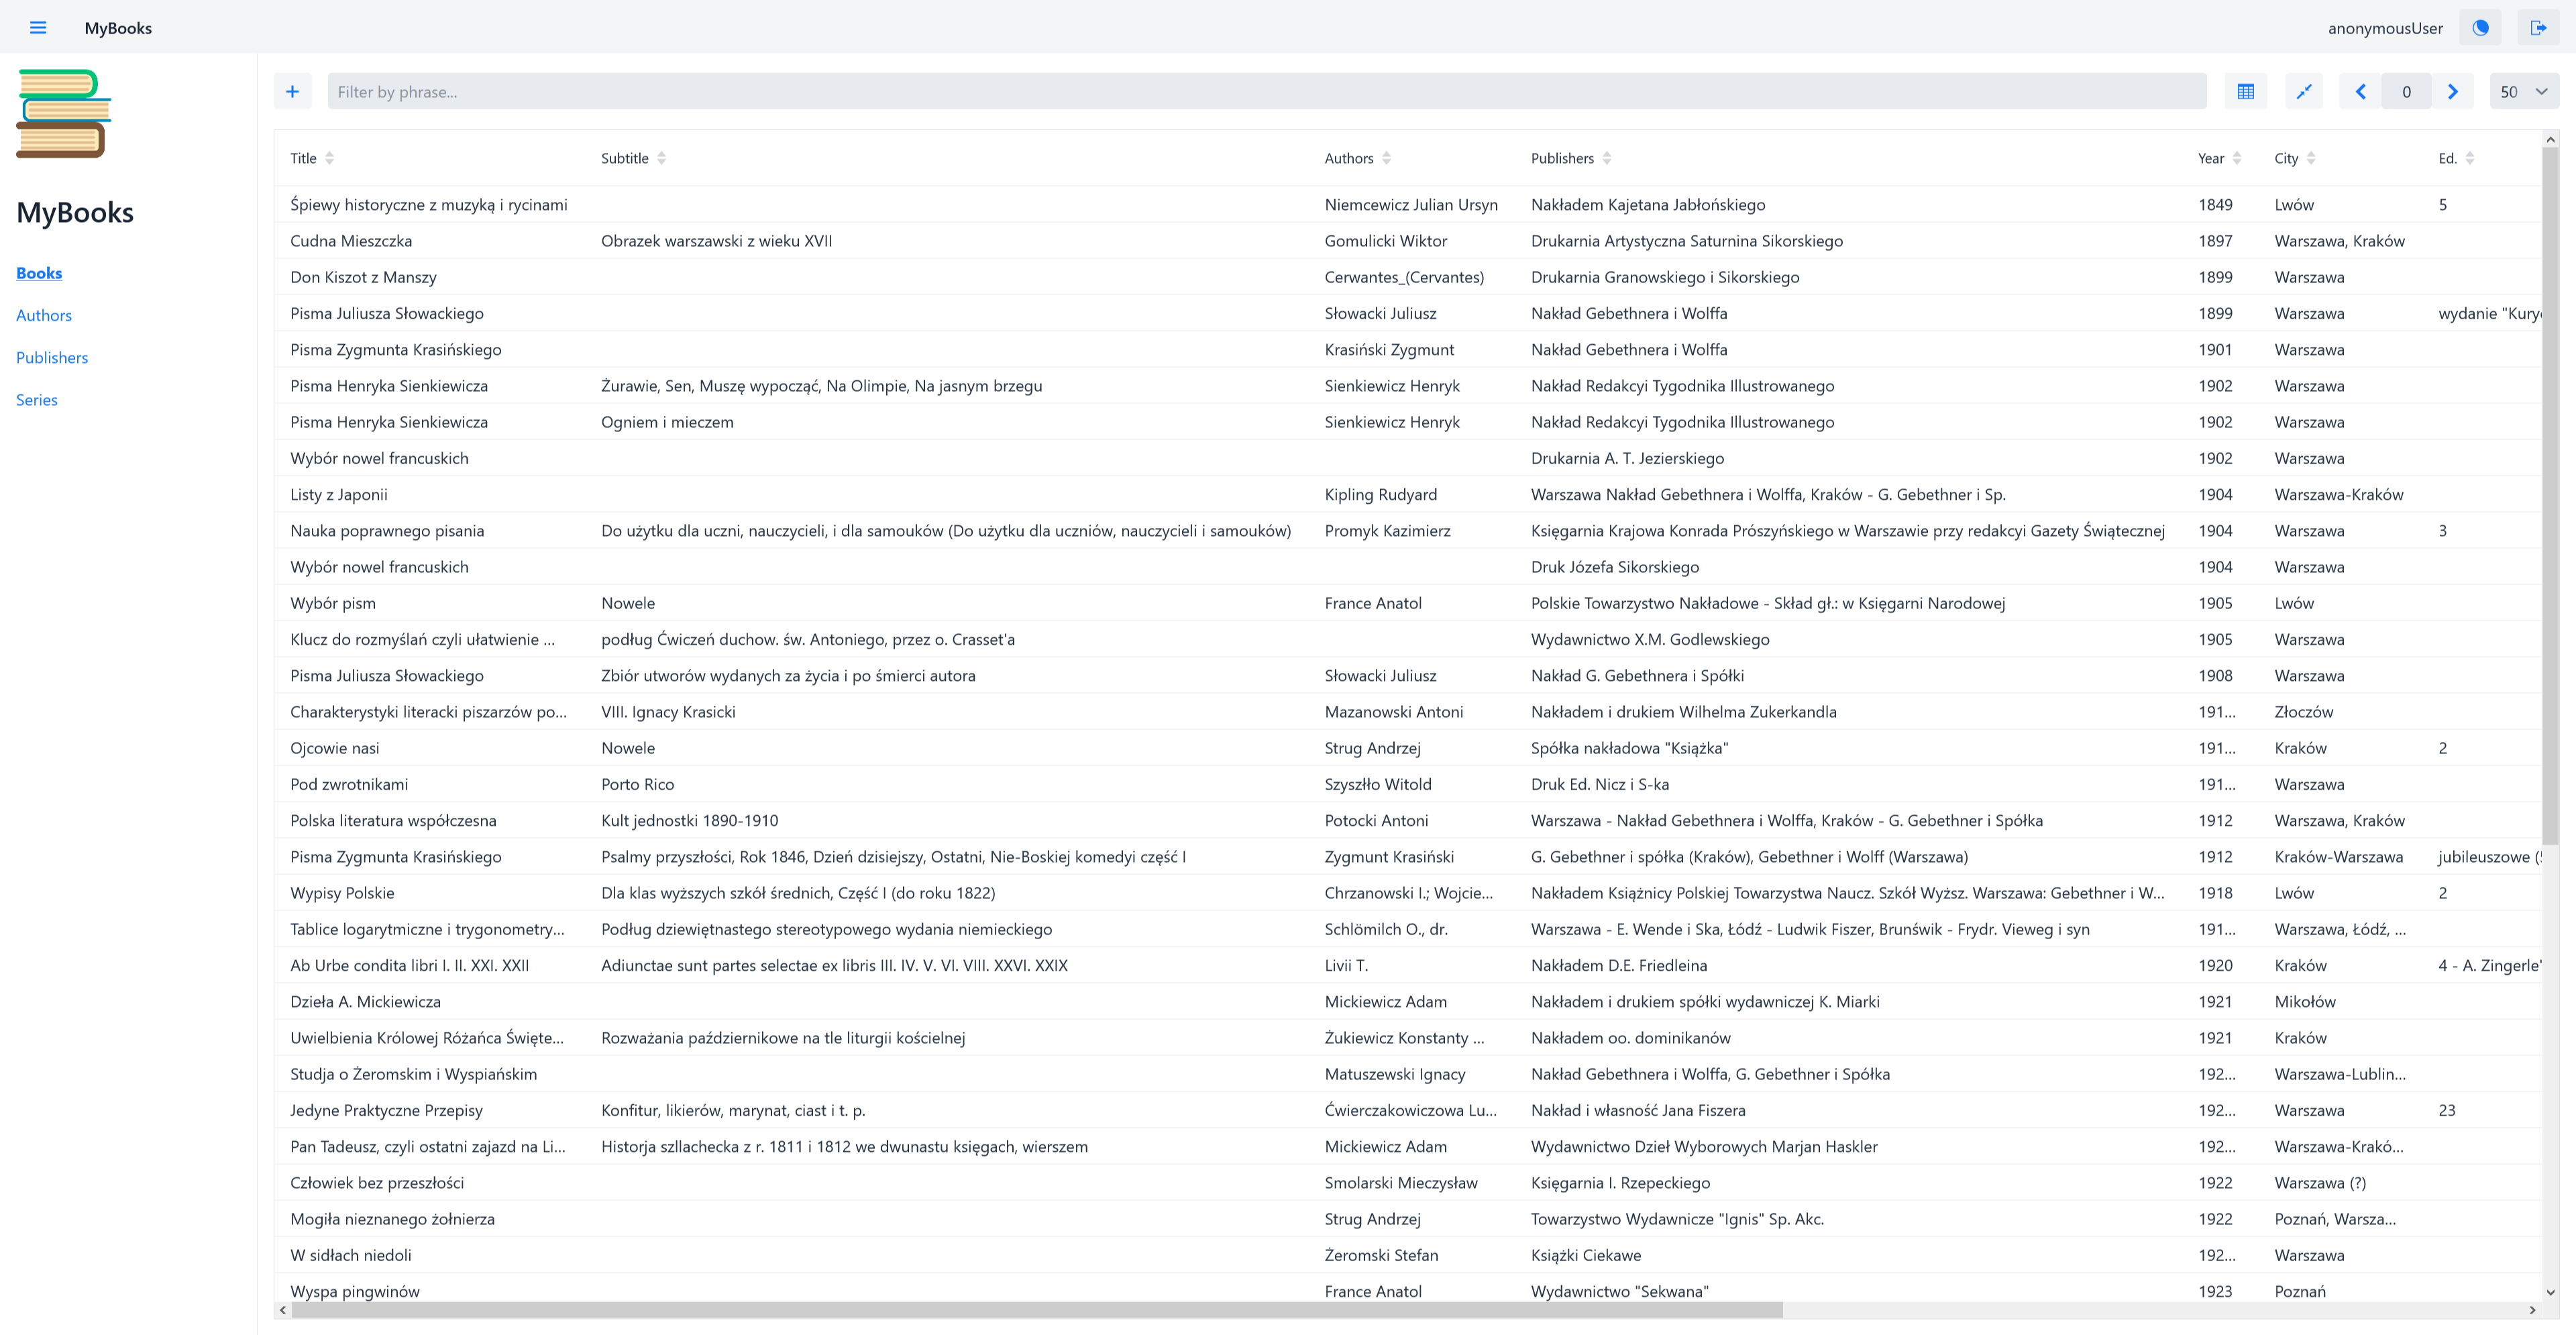 MyBooks
anonymousUser
MyBooks
Books
Authors
Publishers
Series
Filter by phrase...
0
50
Title Subtitle Authors Publishers Year City Ed.
Śpiewy historyczne z muzyką i rycinami Niemcewicz Julian Ursyn Nakładem Kajetana Jabłońskiego 1849 Lwów 5
Cudna Mieszczka Obrazek warszawski z wieku XVII Gomulicki Wiktor Drukarnia Artystyczna Saturnina Sikorskiego 1897 Warszawa, Kraków
Don Kiszot z Manszy Cerwantes_(Cervantes) Drukarnia Granowskiego i Sikorskiego 1899 Warszawa
Pisma Juliusza Słowackiego Słowacki Juliusz Nakład Gebethnera i Wolffa 1899 Warszawa wydanie "Kury
Pisma Zygmunta Krasińskiego Krasiński Zygmunt Nakład Gebethnera i Wolffa 1901 Warszawa
Pisma Henryka Sienkiewicza Żurawie, Sen, Muszę wypocząć, Na Olimpie, Na jasnym brzegu Sienkiewicz Henryk Nakład Redakcyi Tygodnika Illustrowanego 1902 Warszawa
Pisma Henryka Sienkiewicza Ogniem i mieczem Sienkiewicz Henryk Nakład Redakcyi Tygodnika Illustrowanego 1902 Warszawa
Wybór nowel francuskich Drukarnia A. T. Jezierskiego 1902 Warszawa
Listy z Japonii Kipling Rudyard Warszawa Nakład Gebethnera i Wolffa, Kraków - G. Gebethner i Sp. 1904 Warszawa-Kraków
Nauka poprawnego pisania Do użytku dla uczni, nauczycieli, i dla samouków (Do użytku dla uczniów, nauczycieli i samouków) Promyk Kazimierz Księgarnia Krajowa Konrada Prószyńskiego w Warszawie przy redakcyi Gazety Świątecznej 1904 Warszawa 3
Wybór nowel francuskich Druk Józefa Sikorskiego 1904 Warszawa
Wybór pism Nowele France Anatol Polskie Towarzystwo Nakładowe - Skład gł.: w Księgarni Narodowej 1905 Lwów
Klucz do rozmyślań czyli ułatwienie ... podług Ćwiczeń duchow. św. Antoniego, przez o. Crasset'a Wydawnictwo X.M. Godlewskiego 1905 Warszawa
Pisma Juliusza Słowackiego Zbiór utworów wydanych za życia i po śmierci autora Słowacki Juliusz Nakład G. Gebethnera i Spółki 1908 Warszawa
Charakterystyki literacki piszarzów po... VIII. Ignacy Krasicki Mazanowski Antoni Nakładem i drukiem Wilhelma Zukerkandla 191... Złoczów
Ojcowie nasi Nowele Strug Andrzej Spółka nakładowa "Książka" 191... Kraków 2
Pod zwrotnikami Porto Rico Szyszłło Witold Druk Ed. Nicz i S-ka 191... Warszawa
Polska literatura współczesna Kult jednostki 1890-1910 Potocki Antoni Warszawa - Nakład Gebethnera i Wolffa, Kraków - G. Gebethner i Spółka 1912 Warszawa, Kraków
Pisma Zygmunta Krasińskiego Psalmy przyszłości, Rok 1846, Dzień dzisiejszy, Ostatni, Nie-Boskiej komedyi część I Zygmunt Krasiński G. Gebethner i spółka (Kraków), Gebethner i Wolff (Warszawa) 1912 Kraków-Warszawa jubileuszowe (
Wypisy Polskie Dla klas wyższych szkół średnich, Część I (do roku 1822) Chrzanowski I.; Wojcie... Nakładem Książnicy Polskiej Towarzystwa Naucz. Szkół Wyższ. Warszawa: Gebethner i W... 1918 Lwów 2
Tablice logarytmiczne i trygonometry... Podług dziewiętnastego stereotypowego wydania niemieckiego Schlömilch O., dr. Warszawa - E. Wende i Ska, Łódź - Ludwik Fiszer, Brunświk - Frydr. Vieweg i syn 191... Warszawa, Łódź, ...
Ab Urbe condita libri I. II. XXI. XXII Adiunctae sunt partes selectae ex libris III. IV. V. VI. VIII. XXVI. XXIX Livii T. Nakładem D.E. Friedleina 1920 Kraków 4 - A. Zingerle'
Dzieła A. Mickiewicza Mickiewicz Adam Nakładem i drukiem spółki wydawniczej K. Miarki 1921 Mikołów
Uwielbienia Królowej Różańca Święte... Rozważania październikowe na tle liturgii kościelnej Żukiewicz Konstanty ... Nakładem oo. dominikanów 1921 Kraków
Studja o Żeromskim i Wyspiańskim Matuszewski Ignacy Nakład Gebethnera i Wolffa, G. Gebethner i Spółka 192... Warszawa-Lublin...
Jedyne Praktyczne Przepisy Konfitur, likierów, marynat, ciast i t. p. Ćwierczakowiczowa Lu... Nakład i własność Jana Fiszera 192... Warszawa 23
Pan Tadeusz, czyli ostatni zajazd na Li... Historja szllachecka z r. 1811 i 1812 we dwunastu księgach, wierszem Mickiewicz Adam Wydawnictwo Dzieł Wyborowych Marjan Haskler 192... Warszawa-Krakó...
Człowiek bez przeszłości Smolarski Mieczysław Księgarnia I. Rzepeckiego 1922 Warszawa (?)
Mogiła nieznanego żołnierza Strug Andrzej Towarzystwo Wydawnicze "Ignis" Sp. Akc. 1922 Poznań, Warsza...
W sidłach niedoli Żeromski Stefan Książki Ciekawe 192... Warszawa
Wyspa pingwinów France Anatol Wydawnictwo "Sekwana" 1923 Poznań